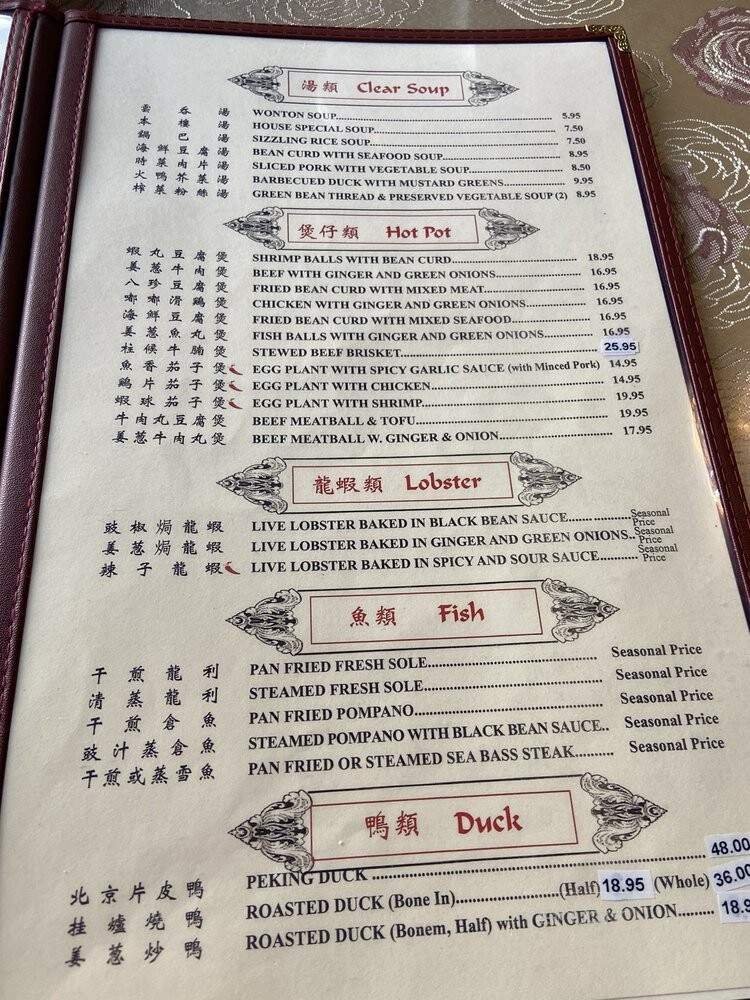 湯類 Clear Soup
雲吞湯 WONTON SOUP 5.95
本樓湯 HOUSE SPECIAL SOUP 7.50
鍋巴湯 SIZZLING RICE SOUP 7.50
海鮮豆腐湯 BEAN CURD WITH SEAFOOD SOUP 8.95
時菜肉片湯 SLICED PORK WITH VEGETABLE SOUP 8.50
火鴨芥菜湯 BARBECUED DUCK WITH MUSTARD GREENS 9.95
榨菜粉絲湯 GREEN BEAN THREAD & PRESERVED VEGETABLE SOUP (2) 8.95
煲仔類 Hot Pot
蝦丸豆腐煲 SHRIMP BALLS WITH BEAN CURD 18.95
姜蔥牛肉煲 BEEF WITH GINGER AND GREEN ONIONS 16.95
八珍豆腐煲 FRIED BEAN CURD WITH MIXED MEAT 16.95
嘟嘟滑鷄煲 CHICKEN WITH GINGER AND GREEN ONIONS 16.95
海鮮豆腐煲 FRIED BEAN CURD WITH MIXED SEAFOOD 16.95
姜蔥魚丸煲 FISH BALLS WITH GINGER AND GREEN ONIONS 16.95
柱候牛腩煲 STEWED BEEF BRISKET 25.95
魚香茄子煲 EGG PLANT WITH SPICY GARLIC SAUCE (with Minced Pork) 14.95
鷄片茄子煲 EGG PLANT WITH CHICKEN 14.95
蝦球茄子煲 EGG PLANT WITH SHRIMP 19.95
牛肉丸豆腐煲 BEEF MEATBALL & TOFU 19.95
姜蔥牛肉丸煲 BEEF MEATBALL W. GINGER & ONION 17.95
龍蝦類 Lobster
豉椒焗龍蝦 LIVE LOBSTER BAKED IN BLACK BEAN SAUCE Seasonal Price
姜蔥焗龍蝦 LIVE LOBSTER BAKED IN GINGER AND GREEN ONIONS Seasonal Price
辣子龍蝦 LIVE LOBSTER BAKED IN SPICY AND SOUR SAUCE Seasonal Price
魚類 Fish
干煎龍利 PAN FRIED FRESH SOLE Seasonal Price
清蒸龍利 STEAMED FRESH SOLE Seasonal Price
干煎倉魚 PAN FRIED POMPANO Seasonal Price
豉汁蒸倉魚 STEAMED POMPANO WITH BLACK BEAN SAUCE.. Seasonal Price
干煎或蒸雪魚 PAN FRIED OR STEAMED SEA BASS STEAK Seasonal Price
鴨類 Duck
北京片皮鴨 PEKING DUCK 48.00
挂爐燒鴨 ROASTED DUCK (Bone In) (Half) 18.95 (Whole) 36.00
姜蔥炒鴨 ROASTED DUCK (Bonem, Half) with GINGER & ONION 18.9